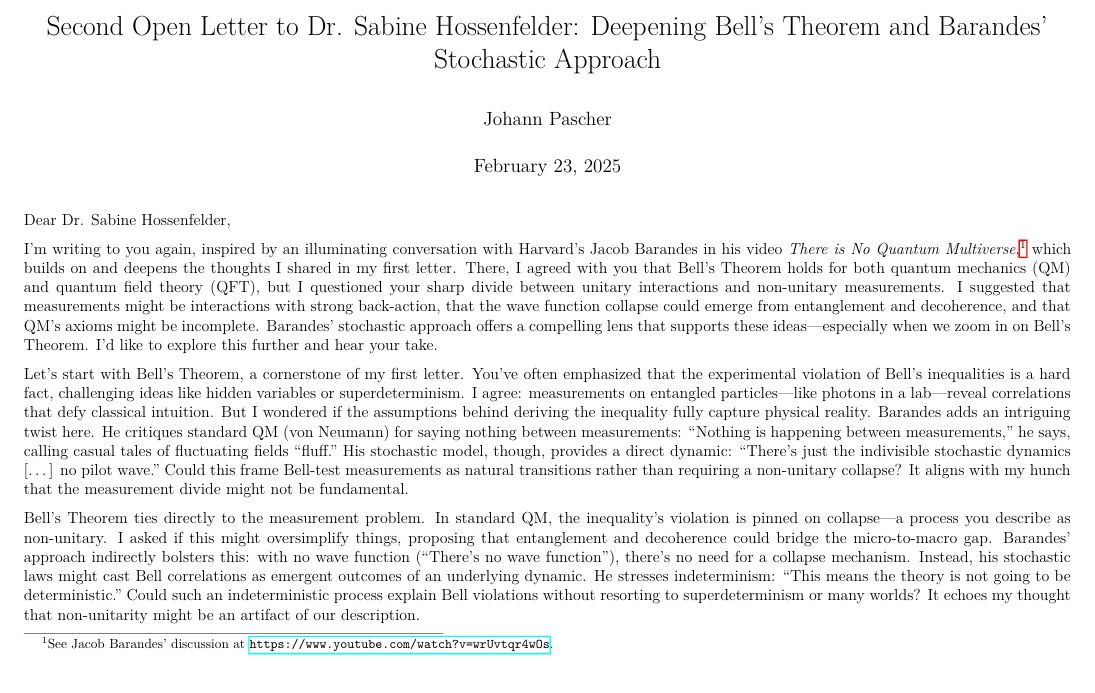 Second Open Letter to Dr. Sabine Hossenfelder: Deepening Bell's Theorem and Barandes'
Stochastic Approach
Johann Pascher
February 23, 2025
Dear Dr. Sabine Hossenfelder,
I'm writing to you again, inspired by an illuminating conversation with Harvard's Jacob Barandes in his video There is No Quantum Multiverse,1 which
builds on and deepens the thoughts I shared in my first letter. There, I agreed with you that Bell's Theorem holds for both quantum mechanics (QM)
and quantum field theory (QFT), but I questioned your sharp divide between unitary interactions and non-unitary measurements. I suggested that
measurements might be interactions with strong back-action, that the wave function collapse could emerge from entanglement and decoherence, and that
QM's axioms might be incomplete. Barandes' stochastic approach offers a compelling lens that supports these ideas—especially when we zoom in on Bell's
Theorem. I'd like to explore this further and hear your take.
Let's start with Bell's Theorem, a cornerstone of my first letter. You've often emphasized that the experimental violation of Bell's inequalities is a hard
fact, challenging ideas like hidden variables or superdeterminism. I agree: measurements on entangled particles—like photons in a lab—reveal correlations
that defy classical intuition. But I wondered if the assumptions behind deriving the inequality fully capture physical reality. Barandes adds an intriguing
twist here. He critiques standard QM (von Neumann) for saying nothing between measurements: "Nothing is happening between measurements," he says,
calling casual tales of fluctuating fields "fluff." His stochastic model, though, provides a direct dynamic: "There's just the indivisible stochastic dynamics
[…] no pilot wave." Could this frame Bell-test measurements as natural transitions rather than requiring a non-unitary collapse? It aligns with my hunch
that the measurement divide might not be fundamental.
Bell's Theorem ties directly to the measurement problem. In standard QM, the inequality's violation is pinned on collapse—a process you describe as
non-unitary. I asked if this might oversimplify things, proposing that entanglement and decoherence could bridge the micro-to-macro gap. Barandes'
approach indirectly bolsters this: with no wave function ("There's no wave function"), there's no need for a collapse mechanism. Instead, his stochastic
laws might cast Bell correlations as emergent outcomes of an underlying dynamic. He stresses indeterminism: "This means the theory is not going to be
deterministic." Could such an indeterministic process explain Bell violations without resorting to superdeterminism or many worlds? It echoes my thought
that non-unitarity might be an artifact of our description.
1See Jacob Barandes' discussion at https://www.youtube.com/watch?v=wrUvtqr4wOs.